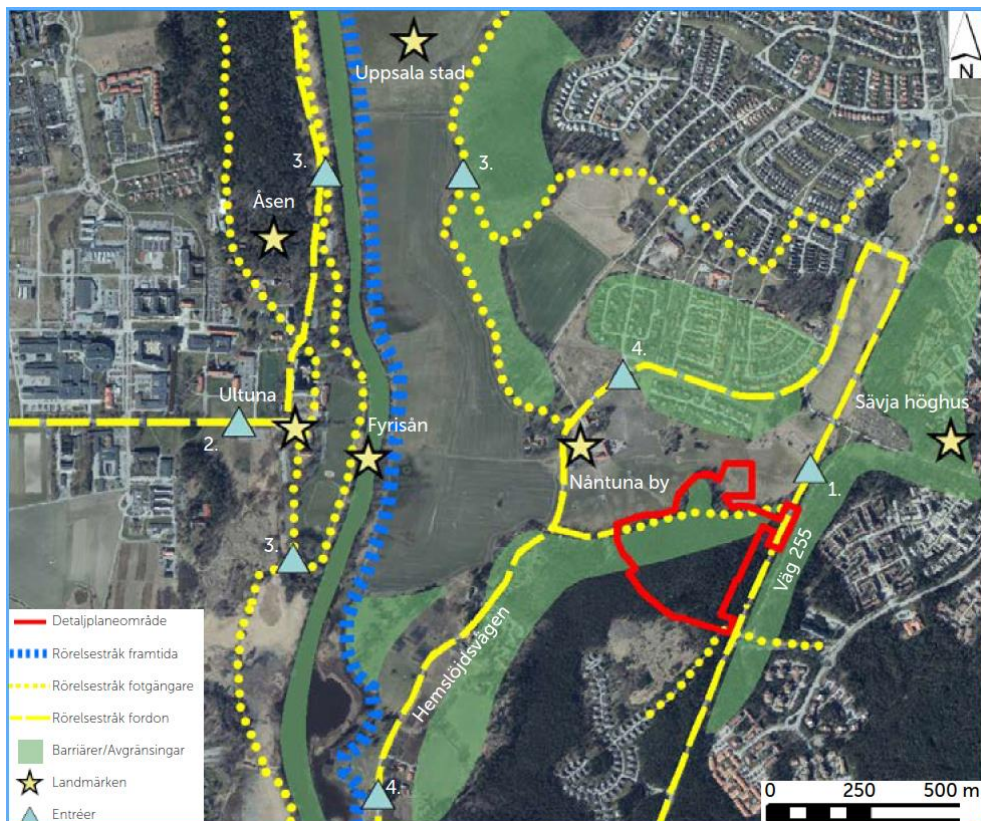 Uppsala stad
N
3.
3.
Åsen
4.
Ultuna
2.
Fyrisån
Sävja höghus
Nåntuna by
1.
3.
Väg 255
Hemslöjdsvägen
4.
Detaljplaneområde
Rörelsestråk framtida
Rörelsestråk fotgängare
Rörelsestråk fordon
Barriärer/Avgränsingar
Landmärken
Entréer
0 250 500 m